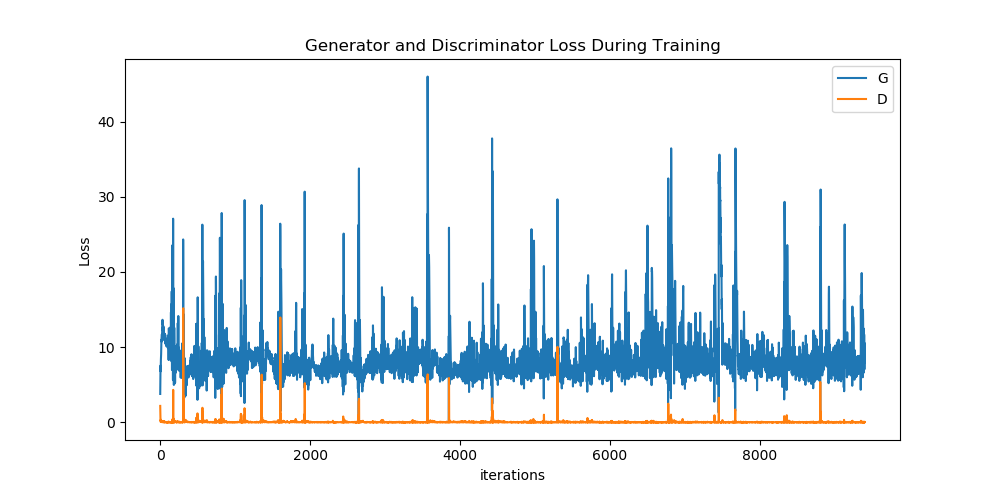 Generator and Discriminator Loss During Training
G
D
Loss
40
30
20
10
0
0 2000 4000 6000 8000
iterations